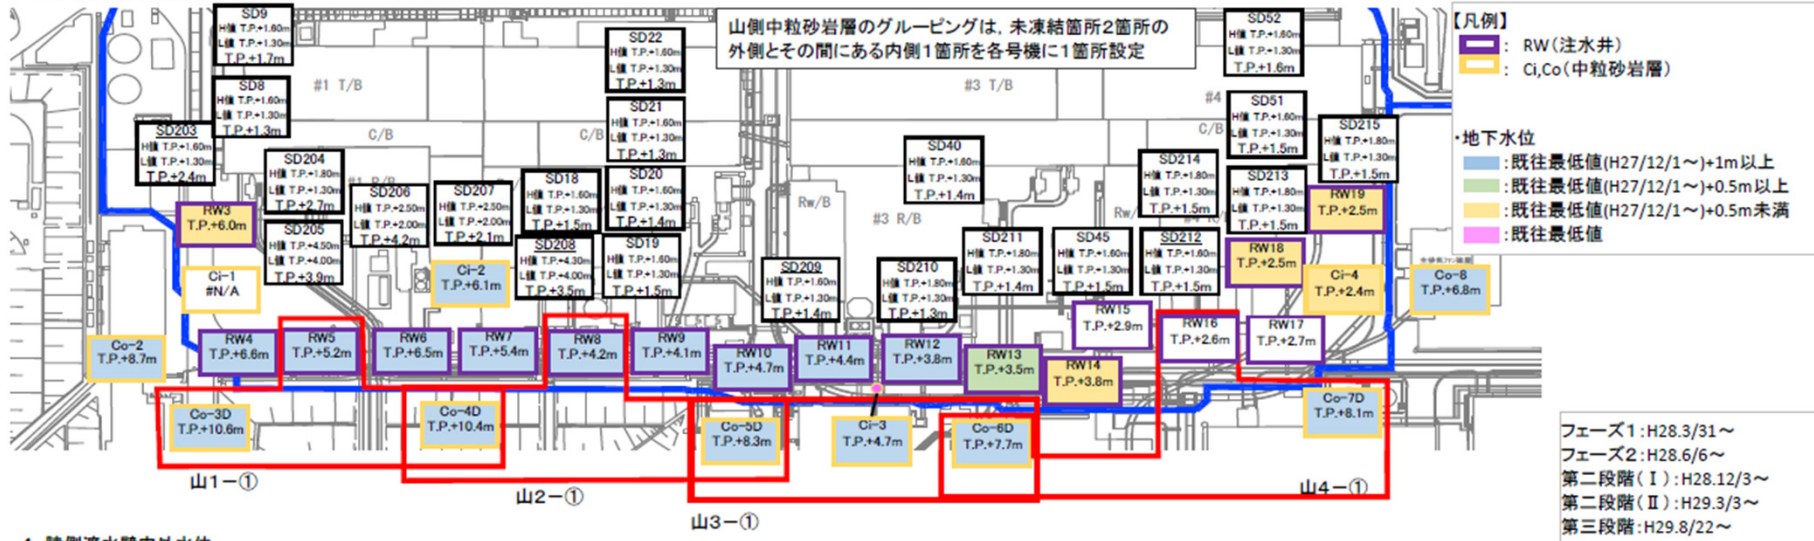 山側中粒砂岩層のグルーピングは，未凍結箇所2箇所の
外側とその間にある内側1箇所を各号機に1箇所設定
【凡例】
： RW(注水井)
： Ci,Co(中粒砂岩層)
・地下水位
：既往最低値(H27/12/1～)+1m以上
：既往最低値(H27/12/1～)+0.5m以上
：既往最低値(H27/12/1～)+0.5m未満
：既往最低値
SD9
H値 T.P.+1.60m
L値 T.P.+1.30m
T.P.+1.7m
SD8
H値 T.P.+1.60m
L値 T.P.+1.30m
T.P.+1.3m
SD203
H値 T.P.+1.60m
L値 T.P.+1.30m
T.P.+2.4m
SD204
H値 T.P.+1.80m
L値 T.P.+1.30m
T.P.+2.7m
SD205
H値 T.P.+4.50m
L値 T.P.+4.00m
T.P.+3.9m
SD206
H値 T.P.+2.50m
L値 T.P.+2.00m
T.P.+4.2m
SD207
H値 T.P.+2.50m
L値 T.P.+2.00m
T.P.+2.1m
SD18
H値 T.P.+1.60m
L値 T.P.+1.30m
T.P.+1.5m
SD208
H値 T.P.+4.30m
L値 T.P.+4.00m
T.P.+3.5m
SD22
H値 T.P.+1.60m
L値 T.P.+1.30m
T.P.+1.3m
SD21
H値 T.P.+1.60m
L値 T.P.+1.30m
T.P.+1.3m
SD20
H値 T.P.+1.60m
L値 T.P.+1.30m
T.P.+1.4m
SD19
H値 T.P.+1.60m
L値 T.P.+1.30m
T.P.+1.5m
SD209
H値 T.P.+1.60m
L値 T.P.+1.30m
T.P.+1.4m
SD210
H値 T.P.+1.80m
L値 T.P.+1.30m
T.P.+1.3m
SD40
H値 T.P.+1.60m
L値 T.P.+1.30m
T.P.+1.4m
SD211
H値 T.P.+1.80m
L値 T.P.+1.30m
T.P.+1.4m
SD45
H値 T.P.+1.60m
L値 T.P.+1.30m
T.P.+1.5m
SD212
H値 T.P.+1.60m
L値 T.P.+1.30m
T.P.+1.5m
SD214
H値 T.P.+1.80m
L値 T.P.+1.30m
T.P.+1.5m
SD52
H値 T.P.+1.60m
L値 T.P.+1.30m
T.P.+1.6m
SD51
H値 T.P.+1.60m
L値 T.P.+1.30m
T.P.+1.5m
SD213
H値 T.P.+1.80m
L値 T.P.+1.30m
T.P.+1.5m
SD215
H値 T.P.+1.80m
L値 T.P.+1.30m
T.P.+1.5m
#1 T/B
C/B
C/B
#3 T/B
Rw/B
#3 R/B
Rw/
#4
C/B
RW3
T.P.+6.0m
Ci-1
#N/A
Ci-2
T.P.+6.1m
RW19
T.P.+2.5m
RW18
T.P.+2.5m
Ci-4
T.P.+2.4m
Co-8
T.P.+6.8m
Co-2
T.P.+8.7m
RW4
T.P.+6.6m
RW5
T.P.+5.2m
RW6
T.P.+6.5m
RW7
T.P.+5.4m
RW8
T.P.+4.2m
RW9
T.P.+4.1m
RW10
T.P.+4.7m
RW11
T.P.+4.4m
RW12
T.P.+3.8m
RW13
T.P.+3.5m
RW14
T.P.+3.8m
RW15
T.P.+2.9m
RW16
T.P.+2.6m
RW17
T.P.+2.7m
Co-3D
T.P.+10.6m
Co-4D
T.P.+10.4m
Co-5D
T.P.+8.3m
Ci-3
T.P.+4.7m
Co-6D
T.P.+7.7m
Co-7D
T.P.+8.1m
山1－①
山2－①
山3－①
山4－①
フェーズ1：H28.3/31～
フェーズ2：H28.6/6～
第二段階(Ⅰ)：H28.12/3～
第二段階(Ⅱ)：H29.3/3～
第三段階：H29.8/22～